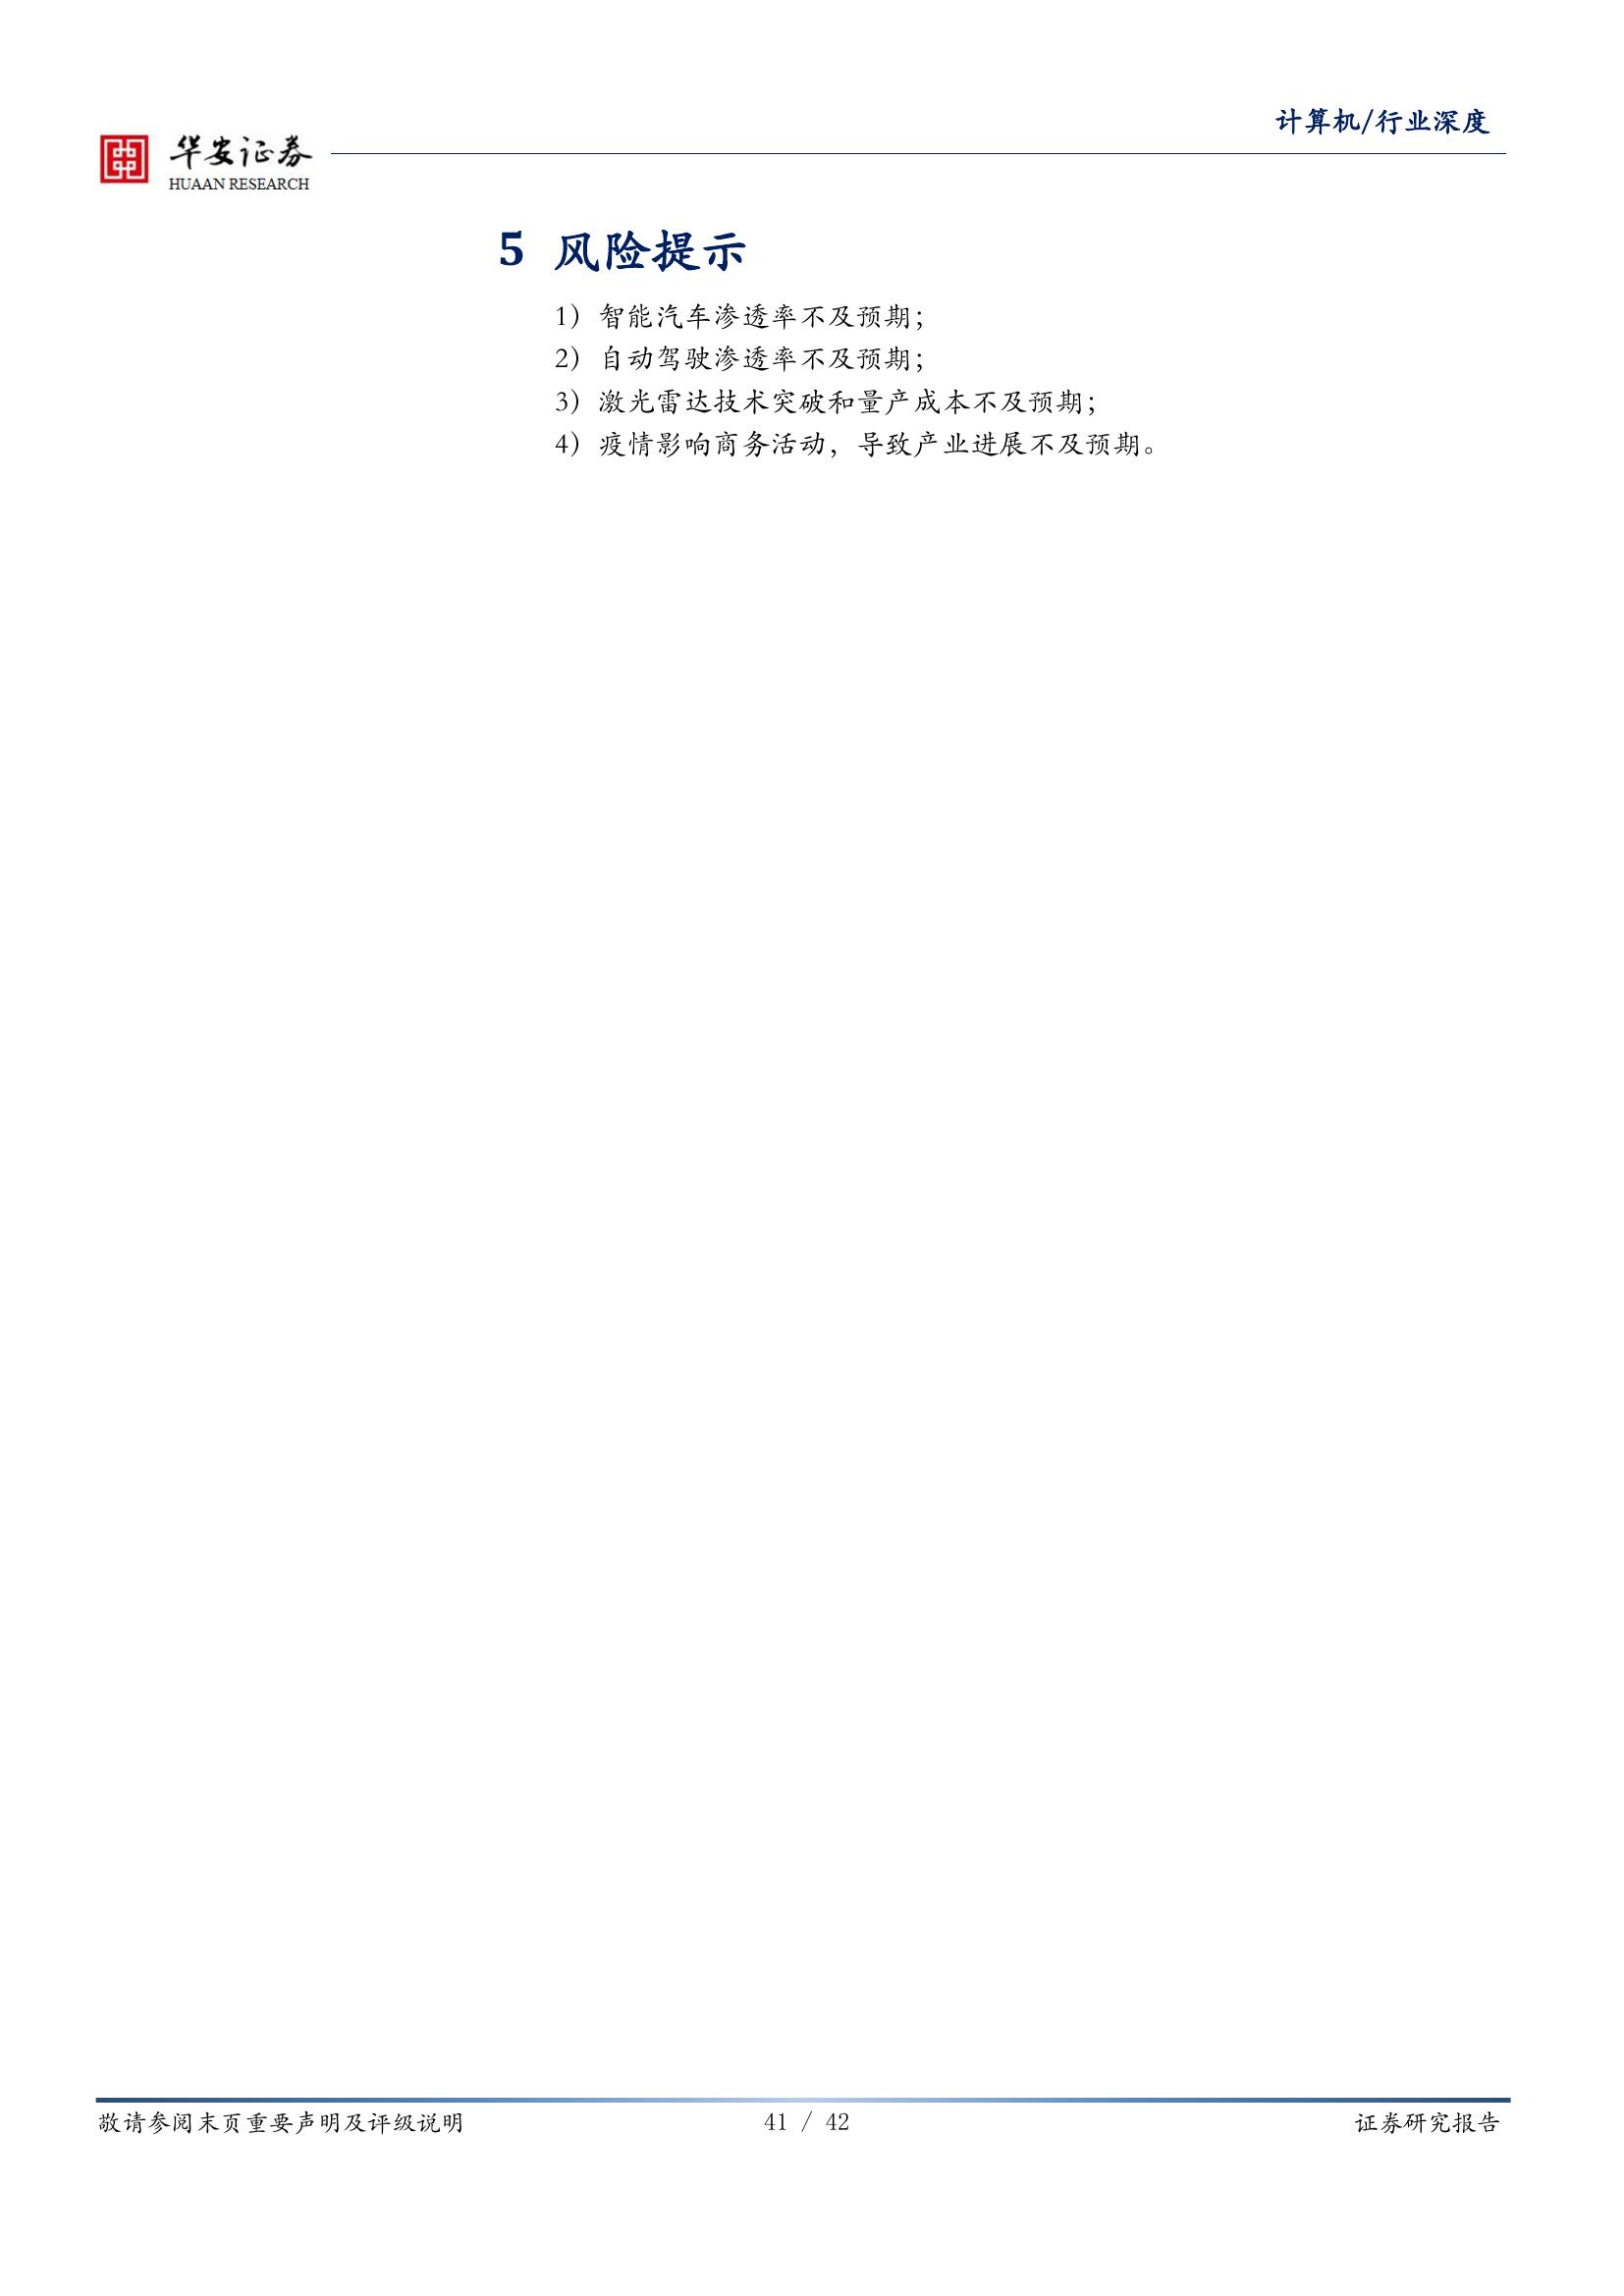 计算机/行业深度
华安证券
HUAAN RESEARCH
5 风险提示
1）智能汽车渗透率不及预期；
2）自动驾驶渗透率不及预期；
3）激光雷达技术突破和量产成本不及预期；
4）疫情影响商务活动，导致产业进展不及预期。
敬请参阅末页重要声明及评级说明 41 / 42 证券研究报告